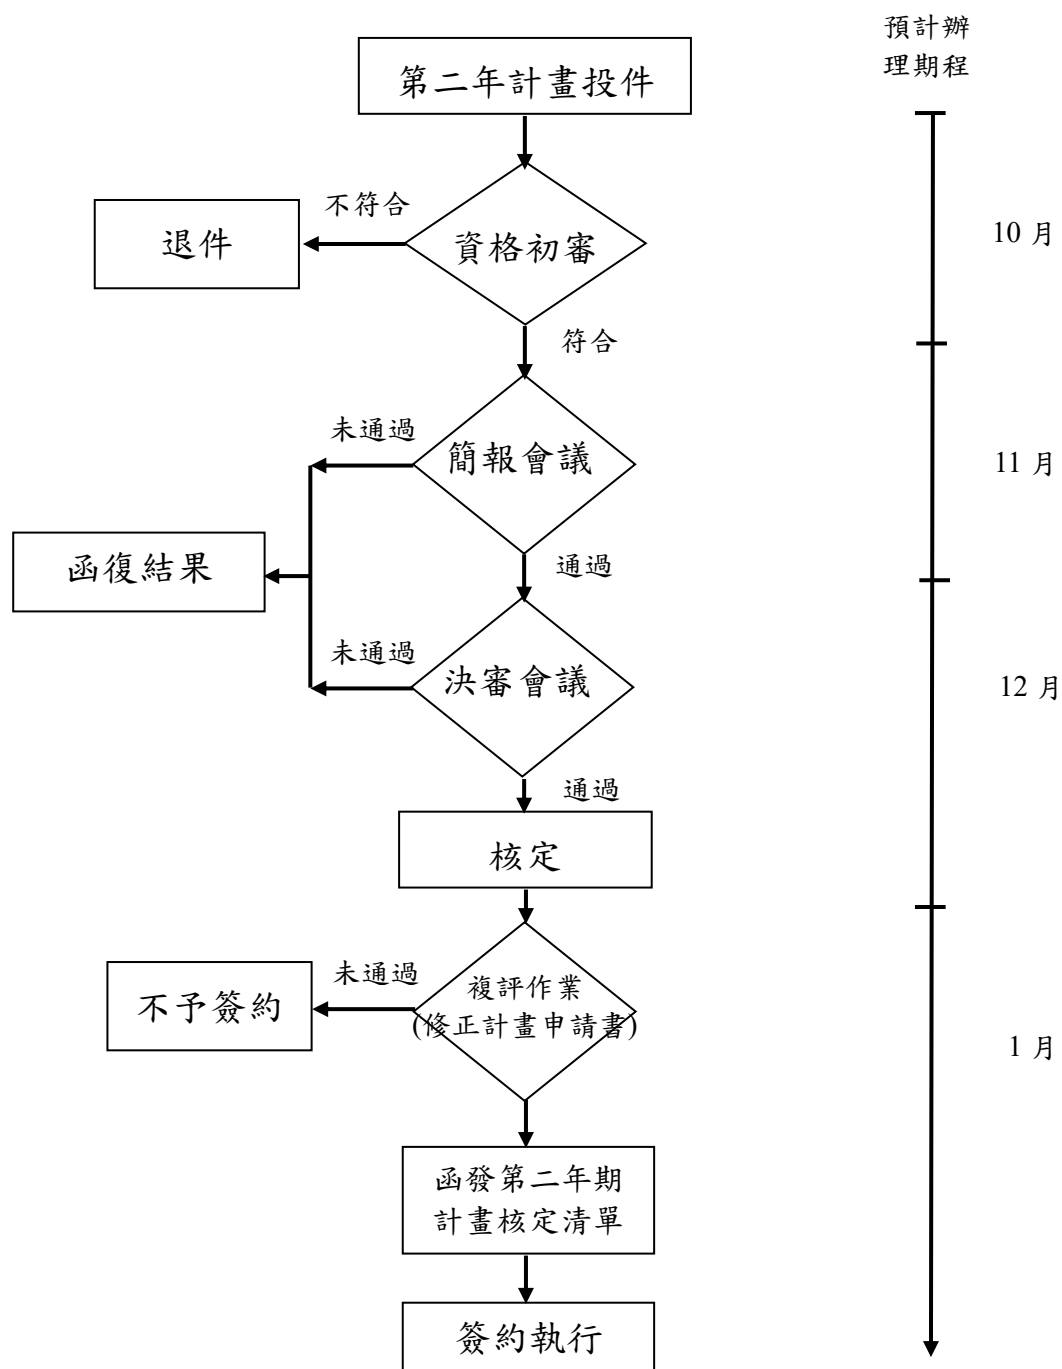 預計辦
理期程
第二年計畫投件
不符合
退件
資格初審
10 月
符合
未通過
簡報會議
11 月
函復結果
通過
未通過
決審會議
12 月
通過
核定
未通過
不予簽約
複評作業
(修正計畫申請書)
1 月
函發第二年期
計畫核定清單
簽約執行